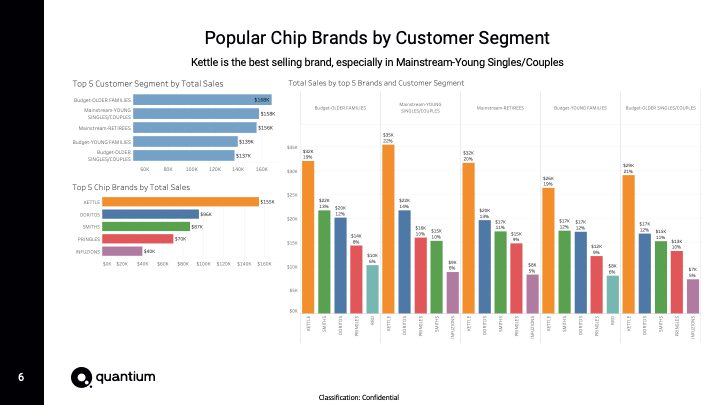 Popular Chip Brands by Customer Segment
Kettle is the best selling brand, especially in Mainstream-Young Singles/Couples
Top 5 Customer Segment by Total Sales
Budget-OLDER FAMILIES
$168K
Mainstream-YOUNG
SINGLES/COUPLES
$158K
Mainstream-RETIREES
$156K
Budget-YOUNG FAMILIES
$139K
Budget-OLDER
SINGLES/COUPLES
$137K
60K 80K 100K 120K 140K 160K
Top 5 Chip Brands by Total Sales
KETTLE $155K
DORITOS $96K
SMITHS $87K
PRINGLES $70K
INFUZIONS $40K
$0K $20K $40K $60K $80K $100K $120K $140K $160K
Total Sales by top 5 Brands and Customer Segment
Budget-OLDER FAMILIES
Mainstream-YOUNG
SINGLES/COUPLES
Mainstream-RETIREES
Budget-YOUNG FAMILIES
Budget-OLDER SINGLES/COUPLES
$35K
$30K
$25K
$20K
$15K
$10K
$5K
$0K
$32K
19%
$22K
13%
$20K
12%
$14K
8%
$10K
6%
$35K
22%
$22K
14%
$16K
10%
$15K
10%
$9K
6%
$32K
20%
$20K
13%
$17K
11%
$15K
9%
$8K
5%
$26K
19%
$17K
12%
$17K
12%
$12K
9%
$8K
6%
$29K
21%
$17K
12%
$15K
11%
$13K
10%
$7K
5%
KETTLE SMITHS DORITOS PRINGLES RRD
KETTLE DORITOS PRINGLES SMITHS INFUZIONS
KETTLE DORITOS SMITHS PRINGLES INFUZIONS
KETTLE SMITHS DORITOS PRINGLES RRD
KETTLE DORITOS SMITHS PRINGLES INFUZIONS
6
quantium
Classification: Confidential